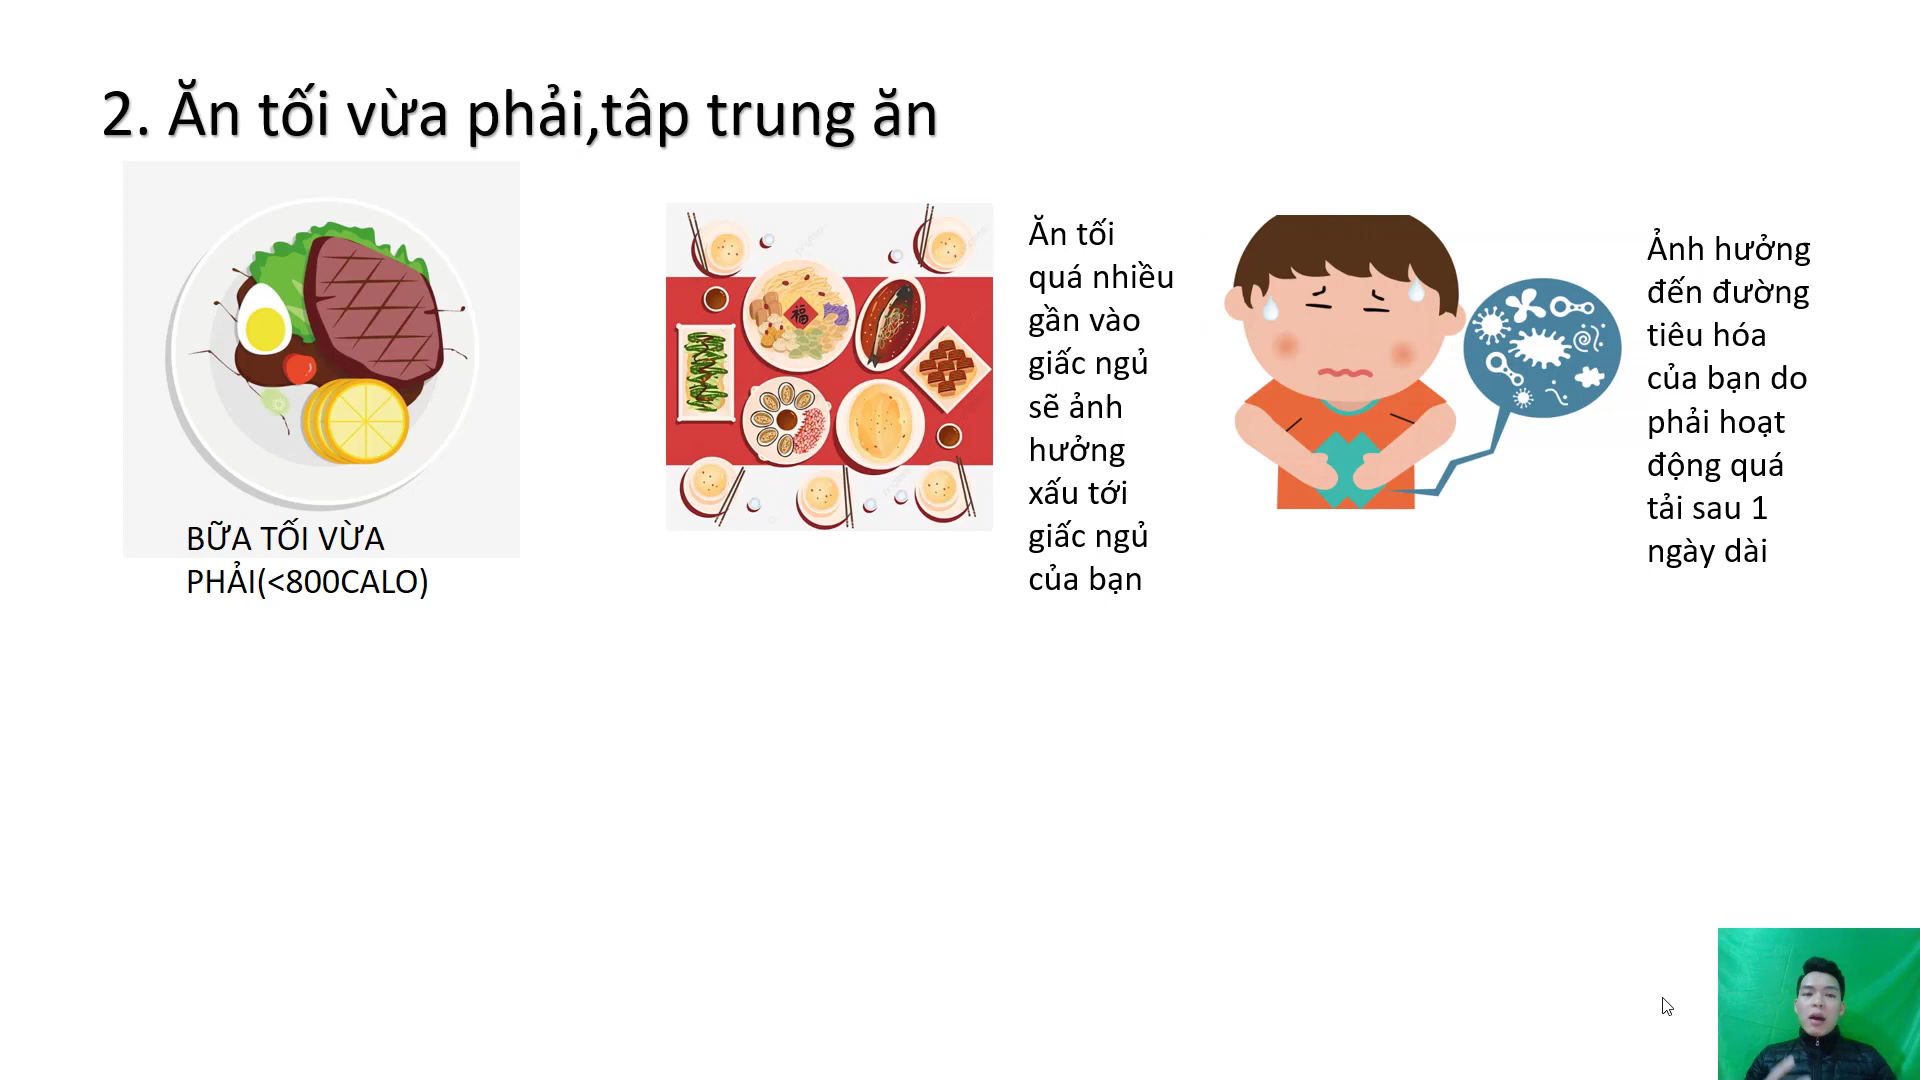 2. Ăn tối vừa phải,tâp trung ăn
BỮA TỐI VỪA
PHẢI(<800CALO)
福
Ăn tối
quá nhiều
gần vào
giấc ngủ
sẽ ảnh
hưởng
xấu tới
giấc ngủ
của bạn
Ảnh hưởng
đến đường
tiêu hóa
của bạn do
phải hoạt
động quá
tải sau 1
ngày dài